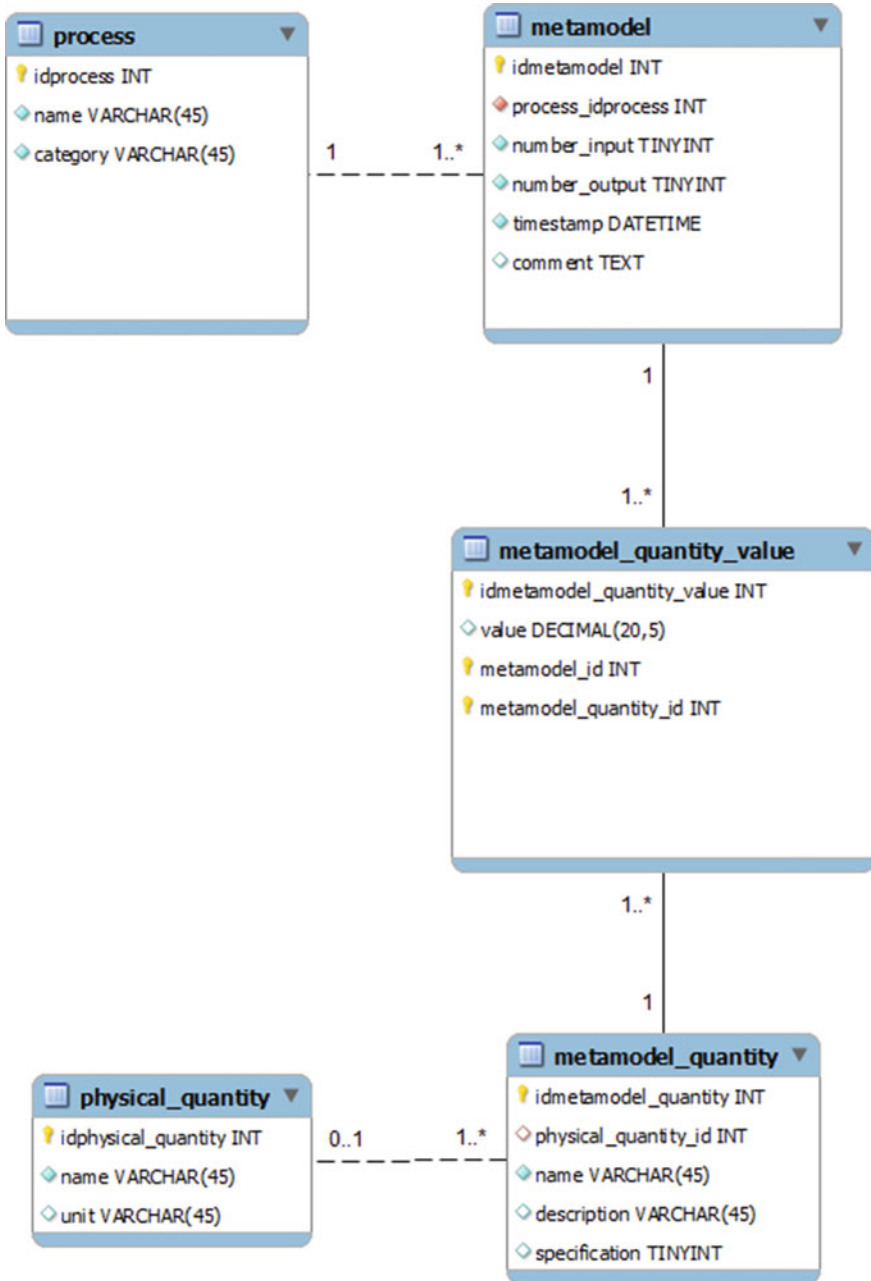 process
idprocess INT
name VARCHAR(45)
category VARCHAR(45)
1
1..*
metamodel
idmetamodel INT
process_idprocess INT
number_input TINYINT
number_output TINYINT
timestamp DATETIME
comment TEXT
1
1..*
metamodel_quantity_value
idmetamodel_quantity_value INT
value DECIMAL(20,5)
metamodel_id INT
metamodel_quantity_id INT
1..*
1
physical_quantity
idphysical_quantity INT
name VARCHAR(45)
unit VARCHAR(45)
0..1
1..*
metamodel_quantity
idmetamodel_quantity INT
physical_quantity_id INT
name VARCHAR(45)
description VARCHAR(45)
specification TINYINT